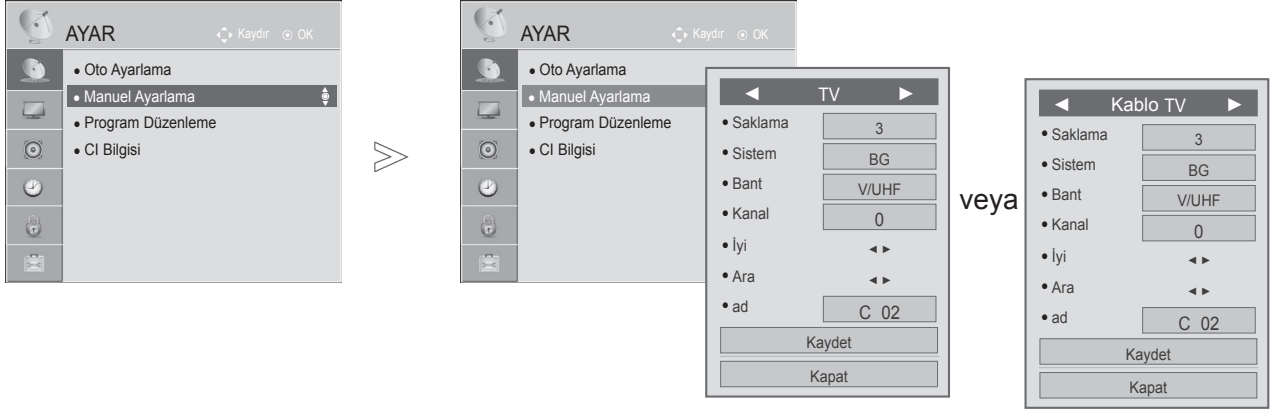 AYAR
Kaydır OK
• Oto Ayarlama
• Manuel Ayarlama
• Program Düzenleme
• CI Bilgisi
AYAR
Kaydır OK
• Oto Ayarlama
• Manuel Ayarlama
• Program Düzenleme
• CI Bilgisi
◄ TV ►
• Saklama 3
• Sistem BG
• Bant V/UHF
• Kanal 0
• İyi ◄ ►
• Ara ◄ ►
• ad C 02
Kaydet
Kapat
veya
◄ Kablo TV ►
• Saklama 3
• Sistem BG
• Bant V/UHF
• Kanal 0
• İyi ◄ ►
• Ara ◄ ►
• ad C 02
Kaydet
Kapat